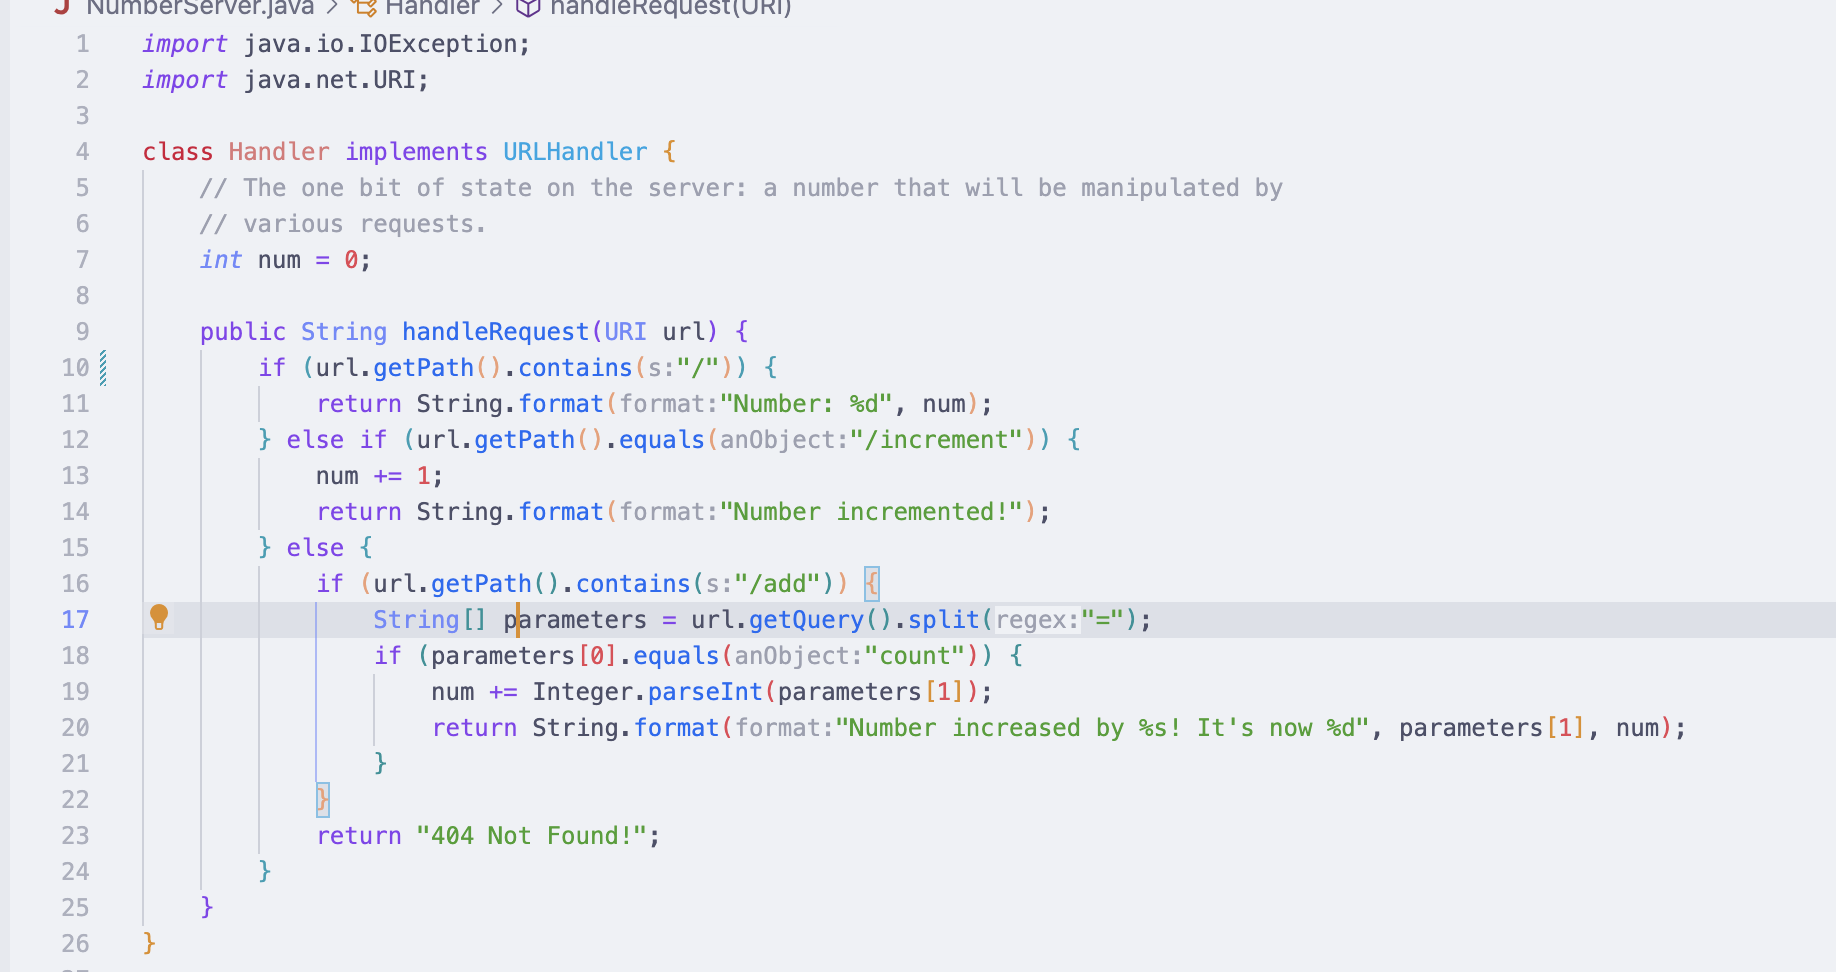 NumberServer.java > Handler > handleRequest(URI)
1 import java.io.IOException;
2 import java.net.URI;
3
4 class Handler implements URLHandler {
5 // The one bit of state on the server: a number that will be manipulated by
6 // various requests.
7 int num = 0;
8
9 public String handleRequest(URI url) {
10 if (url.getPath().contains(s:"/")) {
11 return String.format(format:"Number: %d", num);
12 } else if (url.getPath().equals(anObject:"/increment")) {
13 num += 1;
14 return String.format(format:"Number incremented!");
15 } else {
16 if (url.getPath().contains(s:"/add")) {
17 String[] parameters = url.getQuery().split(regex:"=");
18 if (parameters[0].equals(anObject:"count")) {
19 num += Integer.parseInt(parameters[1]);
20 return String.format(format:"Number increased by %s! It's now %d", parameters[1], num);
21 }
22 }
23 return "404 Not Found!";
24 }
25 }
26 }